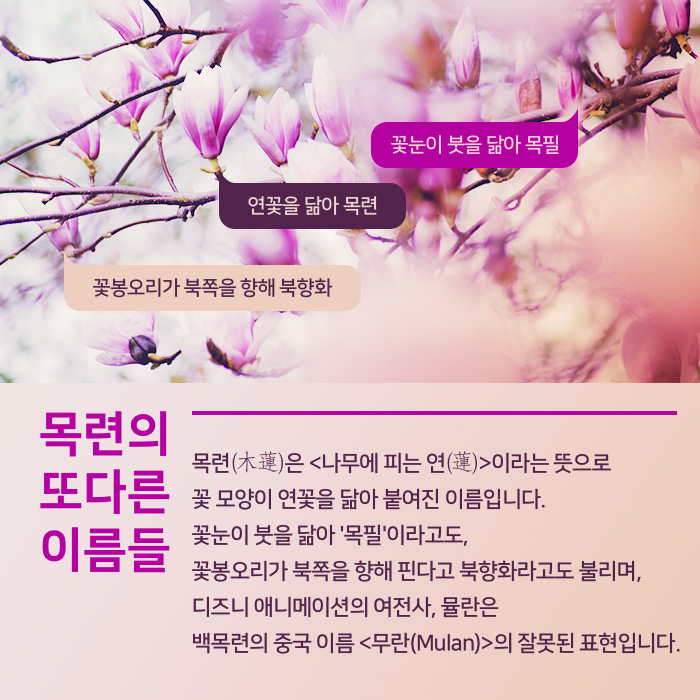 꽃눈이 붓을 닮아 목필
연꽃을 닮아 목련
꽃봉오리가 북쪽을 향해 북향화
목련의
또다른
이름들
목련(木蓮)은 <나무에 피는 연(蓮)>이라는 뜻으로
꽃 모양이 연꽃을 닮아 붙여진 이름입니다.
꽃눈이 붓을 닮아 '목필'이라고도,
꽃봉오리가 북쪽을 향해 핀다고 북향화라고도 불리며,
디즈니 애니메이션의 여전사, 뮬란은
백목련의 중국 이름 <무란(Mulan)>의 잘못된 표현입니다.